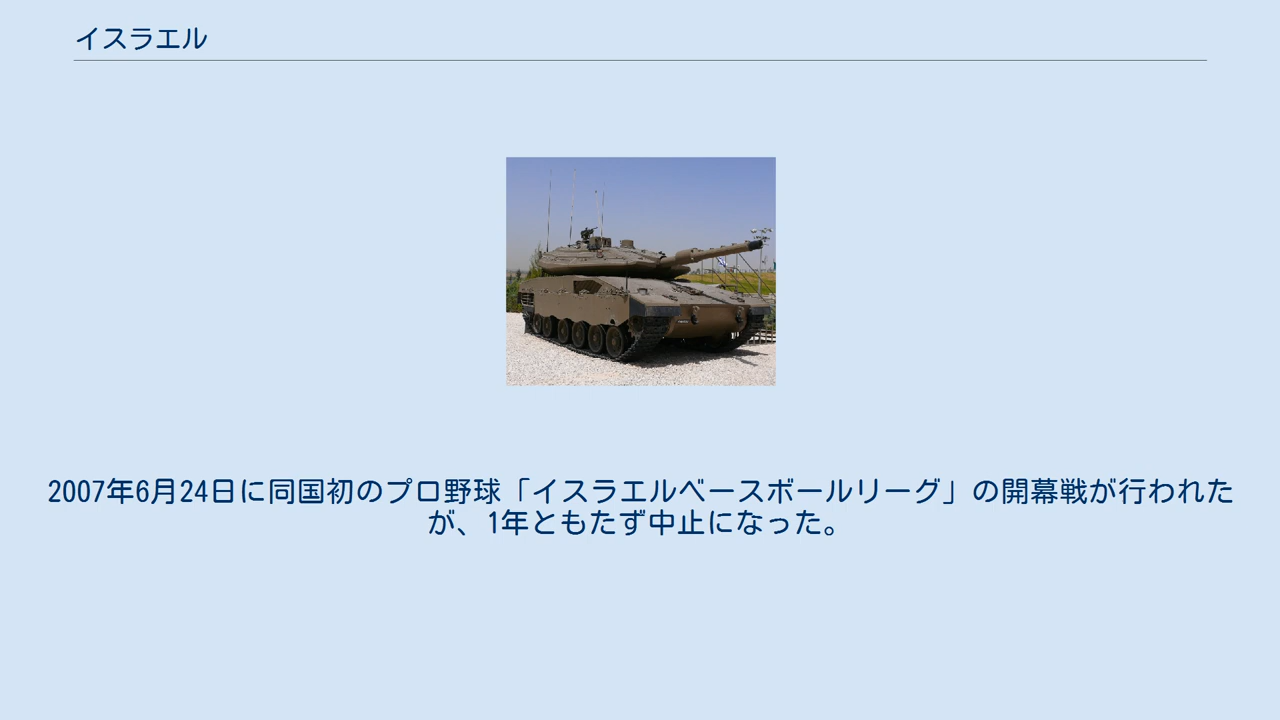 イスラエル
2007年6月24日に同国初のプロ野球「イスラエルベースボールリーグ」の開幕戦が行われた
が、1年ともたず中止になった。